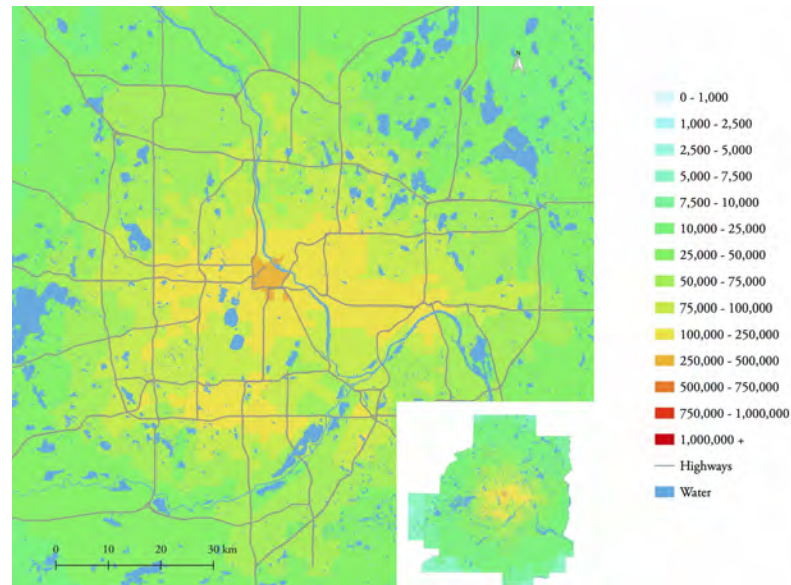 N
0 - 1,000
1,000 - 2,500
2,500 - 5,000
5,000 - 7,500
7,500 - 10,000
10,000 - 25,000
25,000 - 50,000
50,000 - 75,000
75,000 - 100,000
100,000 - 250,000
250,000 - 500,000
500,000 - 750,000
750,000 - 1,000,000
1,000,000 +
Highways
Water
0 10 20 30 km